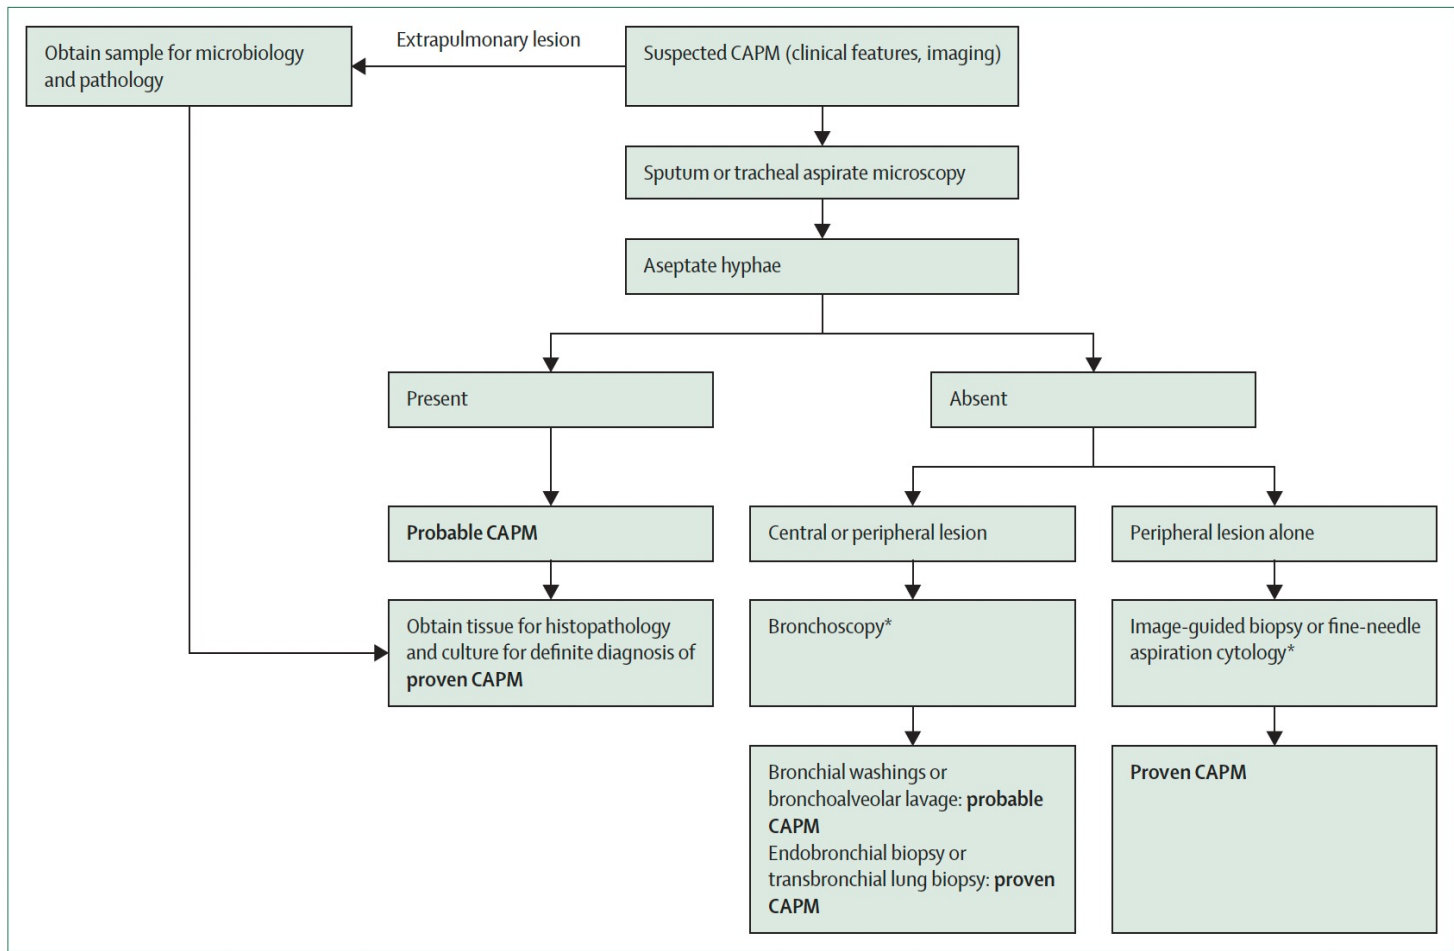 Obtain sample for microbiology
and pathology
Extrapulmonary lesion
Suspected CAPM (clinical features, imaging)
Sputum or tracheal aspirate microscopy
Aseptate hyphae
Present
Absent
Probable CAPM
Central or peripheral lesion
Peripheral lesion alone
Obtain tissue for histopathology
and culture for definite diagnosis of
proven CAPM
Bronchoscopy*
Image-guided biopsy or fine-needle
aspiration cytology*
Bronchial washings or
bronchoalveolar lavage: probable
CAPM
Endobronchial biopsy or
transbronchial lung biopsy: proven
CAPM
Proven CAPM